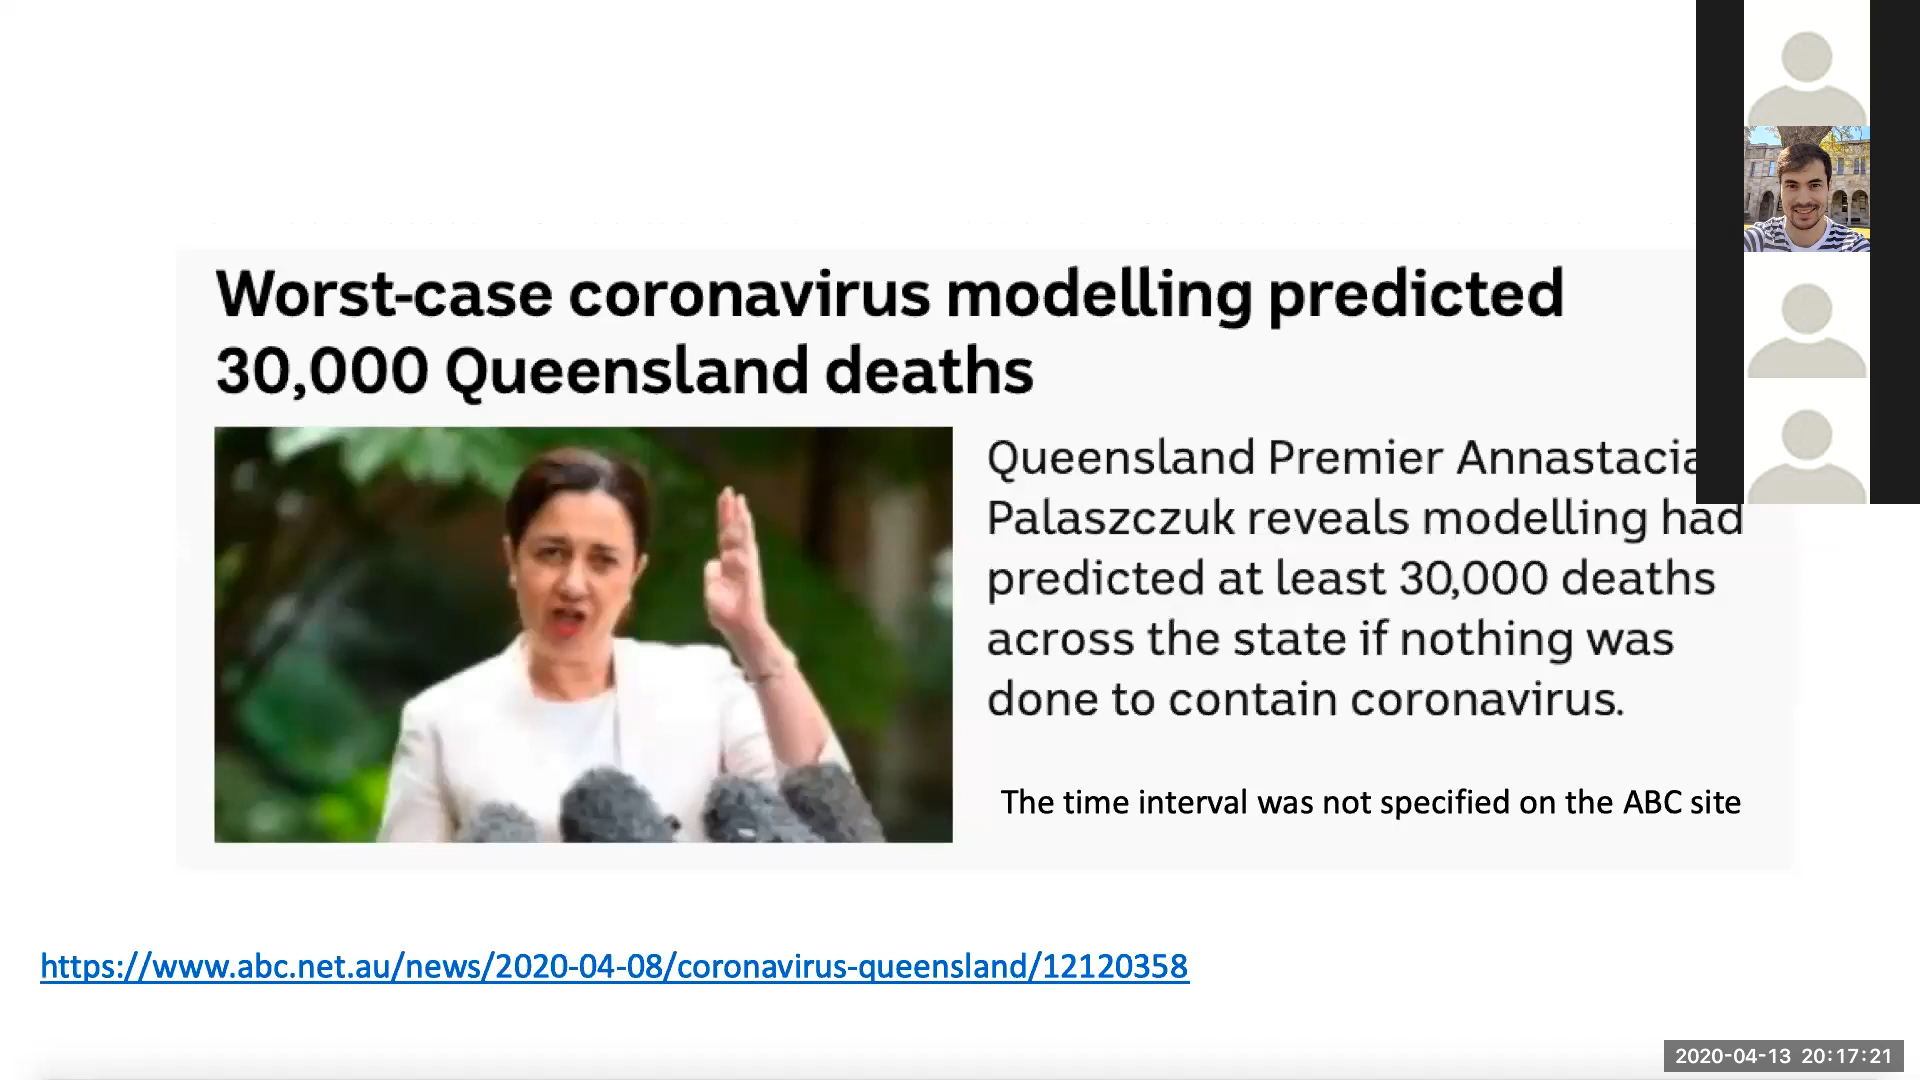 Worst-case coronavirus modelling predicted
30,000 Queensland deaths
Queensland Premier Annastacia
Palaszczuk reveals modelling had
predicted at least 30,000 deaths
across the state if nothing was
done to contain coronavirus.
The time interval was not specified on the ABC site
https://www.abc.net.au/news/2020-04-08/coronavirus-queensland/12120358
2020-04-13 20:17:21